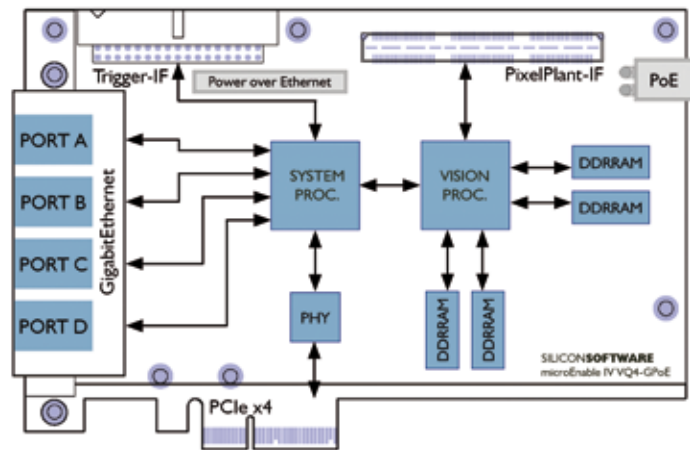 Trigger-IF
Power over Ethernet
PixelPlant-IF
PoE
PORT A
PORT B
PORT C
PORT D
GigabitEthernet
SYSTEM
PROC.
VISION
PROC.
DDRRAM
DDRRAM
DDRRAM
DDRRAM
PHY
SILICONSOFTWARE
microEnable IV VQ4-GPoE
PCIe x4